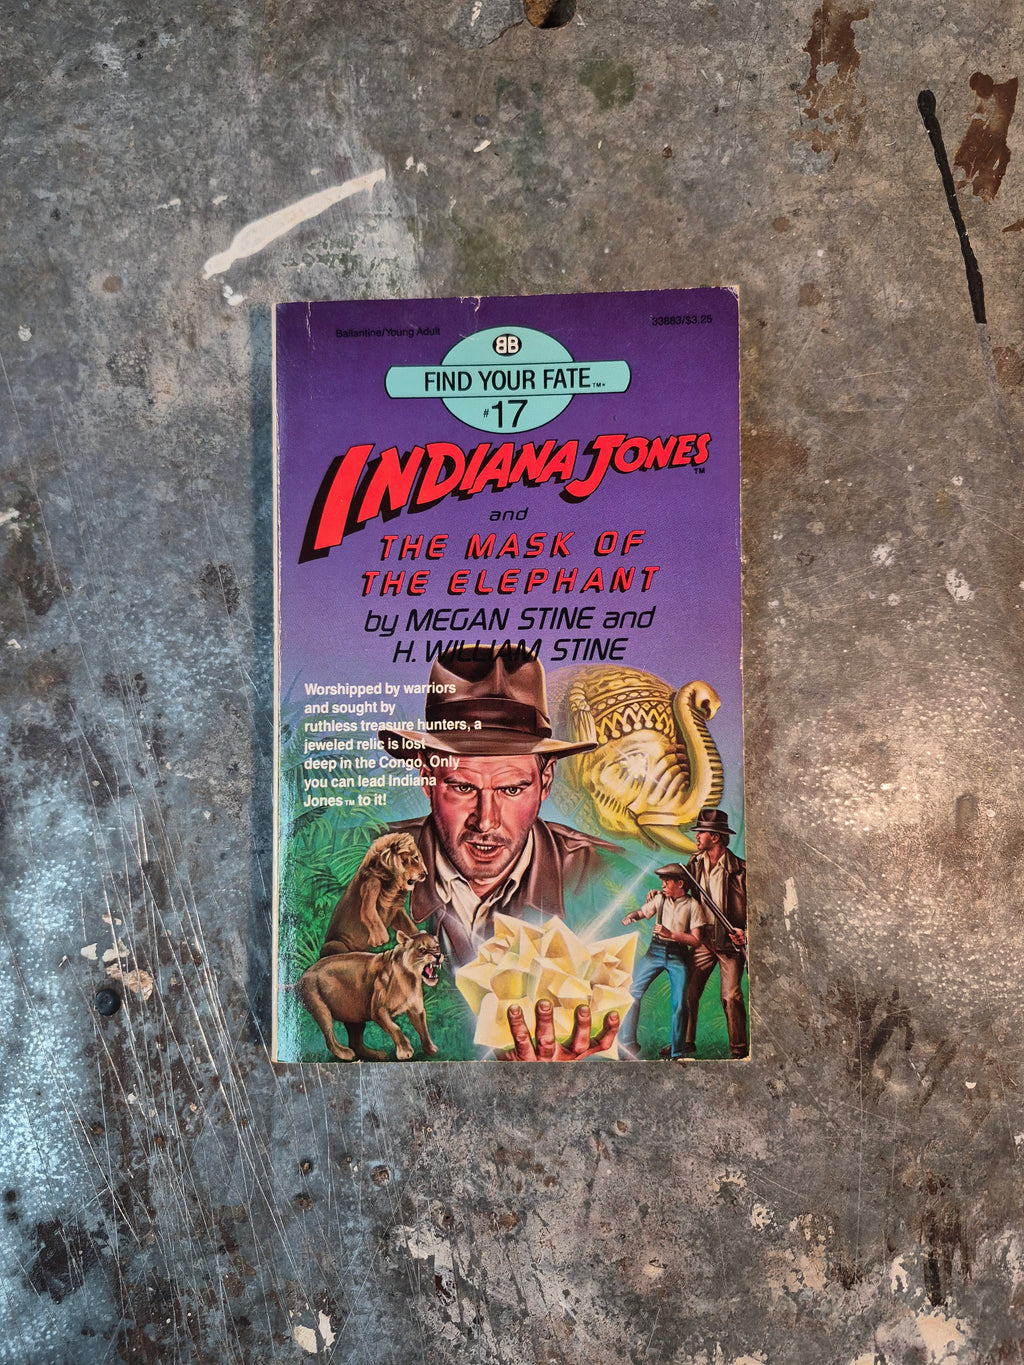 Ballantine/Young Adult
33883/$3.25
BB
FIND YOUR FATE™
#17
INDIANA JONES™
and
THE MASK OF
THE ELEPHANT
by MEGAN STINE and
H. WILLIAM STINE
Worshipped by warriors
and sought by
ruthless treasure hunters, a
jeweled relic is lost
deep in the Congo. Only
you can lead Indiana
Jones™ to it!